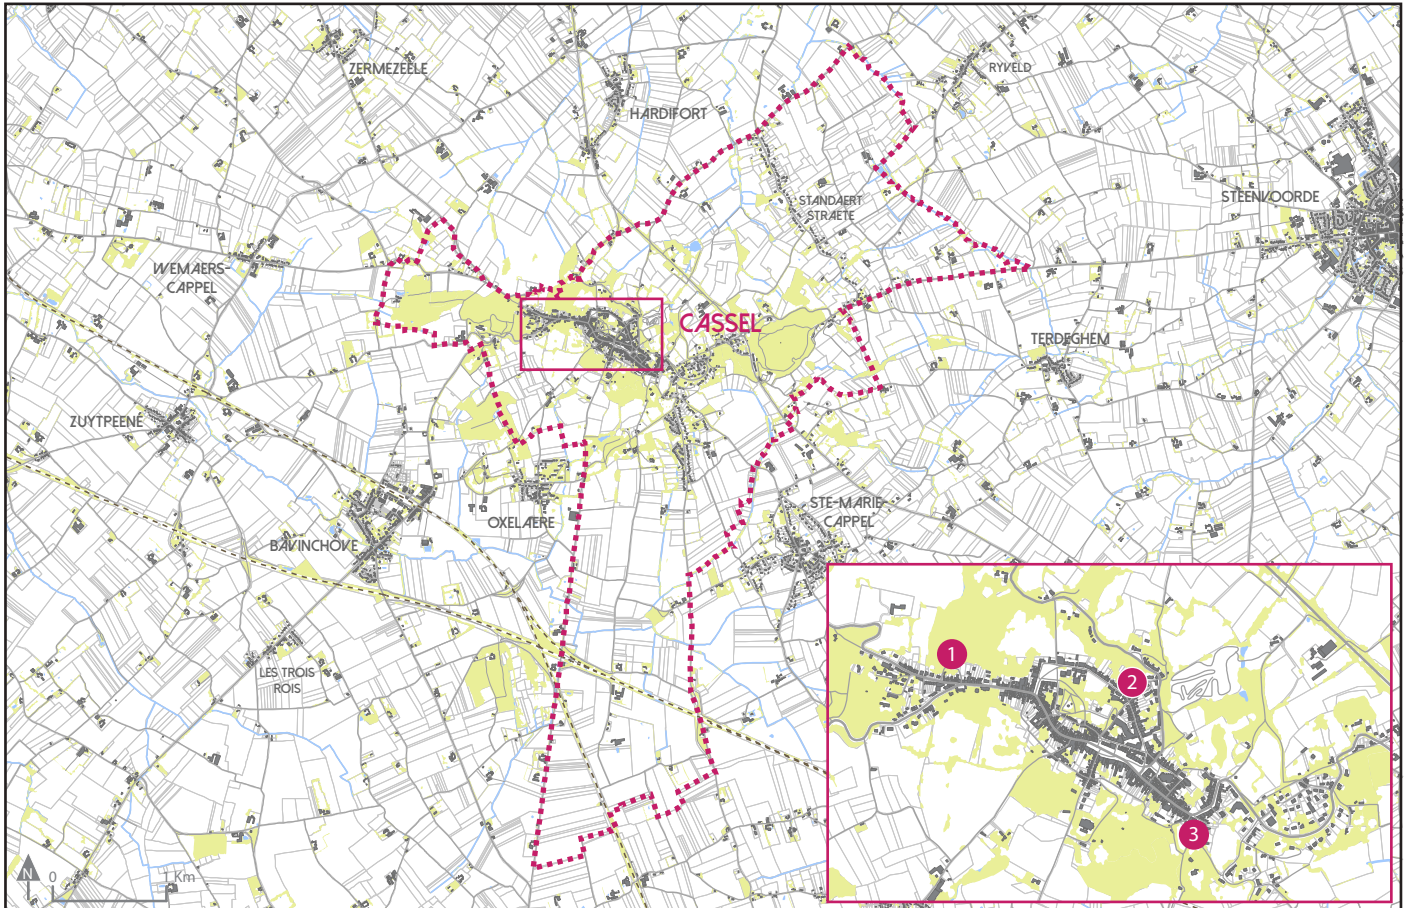 ZERMEZEELE
RYVELD
HARDIFORT
STEENVOORDE
STANDAERT
STRAETE
WEMAERS-
CAPPEL
CASSEL
TERDEGHEM
ZUYTPEENE
STE-MARIE-
CAPPEL
OXELAERE
BAVINCHOVE
LES TROIS
ROIS
1
2
3
N
0
1 Km